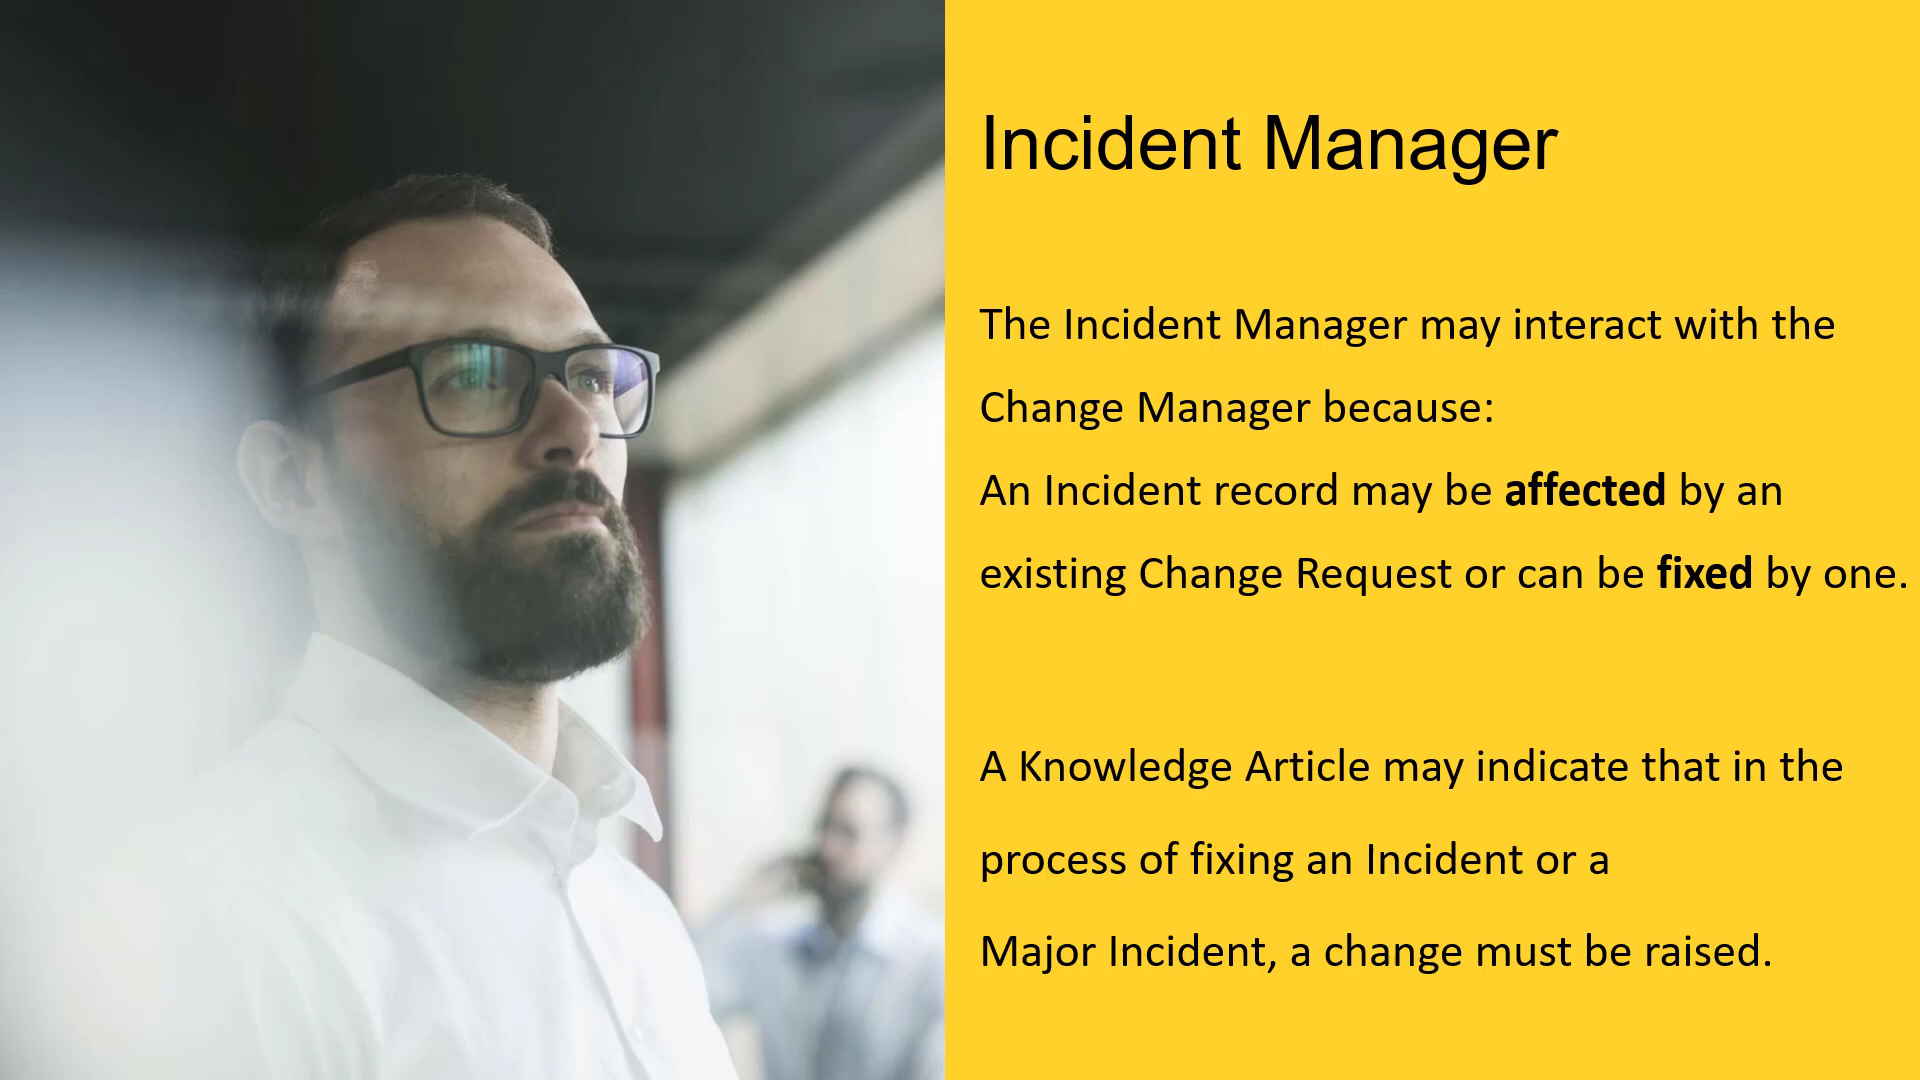 Incident Manager
The Incident Manager may interact with the
Change Manager because:
An Incident record may be affected by an
existing Change Request or can be fixed by one.
A Knowledge Article may indicate that in the
process of fixing an Incident or a
Major Incident, a change must be raised.